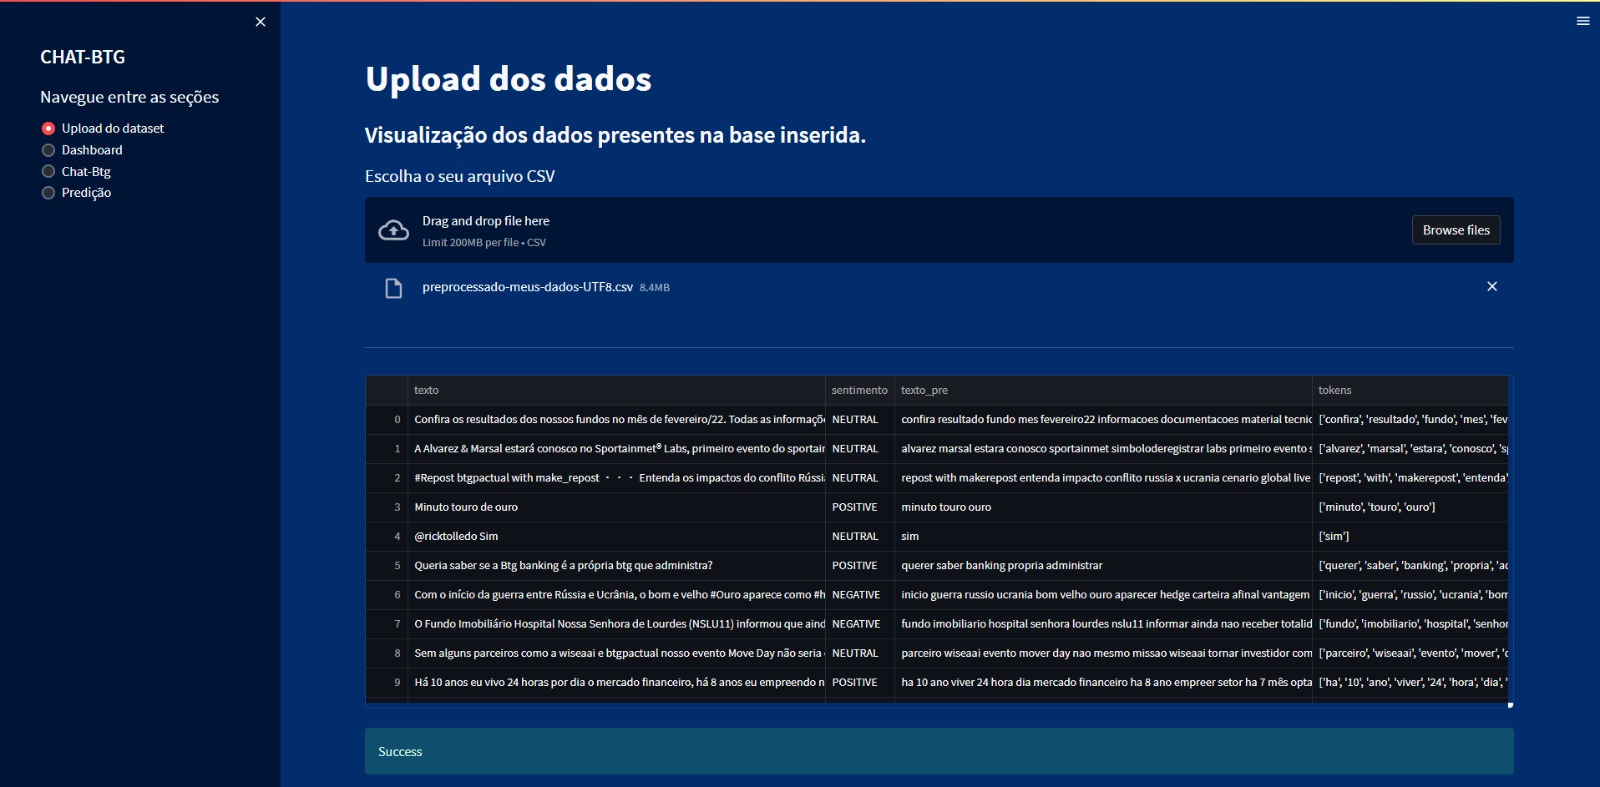 CHAT-BTG
Navegue entre as seções
Upload do dataset
Dashboard
Chat-Btg
Predição
Upload dos dados
Visualização dos dados presentes na base inserida.
Escolha o seu arquivo CSV
Drag and drop file here
Limit 200MB per file • CSV
Browse files
preprocessado-meus-dados-UTF8.csv 8.4MB
texto sentimento texto_pre tokens
0 Confira os resultados dos nossos fundos no mês de fevereiro/22. Todas as informaçõe NEUTRAL confira resultado fundo mes fevereiro22 informacoes documentacoes material tecnic ['confira', 'resultado', 'fundo', 'mes', 'fev
1 A Alvarez & Marsal estará conosco no Sportainmet® Labs, primeiro evento do sportain NEUTRAL alvarez marsal estara conosco sportainmet simboloderegistrar labs primeiro evento s ['alvarez', 'marsal', 'estara', 'conosco', 'sp
2 #Repost btgpactual with make_repost ・・・ Entenda os impactos do conflito Rússia NEUTRAL repost with makerepost entenda impacto conflito russia x ucrania cenario global live ['repost', 'with', 'makerepost', 'entenda'
3 Minuto touro de ouro POSITIVE minuto touro ouro ['minuto', 'touro', 'ouro']
4 @ricktolledo Sim NEUTRAL sim ['sim']
5 Queria saber se a Btg banking é a própria btg que administra? POSITIVE querer saber banking propria administrar ['querer', 'saber', 'banking', 'propria', 'ad
6 Com o início da guerra entre Rússia e Ucrânia, o bom e velho #Ouro aparece como #h NEGATIVE inicio guerra russio ucrania bom velho ouro aparecer hedge carteira afinal vantagem ['inicio', 'guerra', 'russio', 'ucrania', 'bom
7 O Fundo Imobiliário Hospital Nossa Senhora de Lourdes (NSLU11) informou que aind NEGATIVE fundo imobiliario hospital senhora lourdes nslu11 informar ainda nao receber totalid ['fundo', 'imobiliario', 'hospital', 'senhor
8 Sem alguns parceiros como a wiseaai e btgpactual nosso evento Move Day não seria NEUTRAL parceiro wiseaai evento mover day nao mesmo missao wiseaai tornar investidor com ['parceiro', 'wiseaai', 'evento', 'mover',
9 Há 10 anos eu vivo 24 horas por dia o mercado financeiro, há 8 anos eu empreendo n POSITIVE ha 10 ano viver 24 hora dia mercado financeiro ha 8 ano empreer setor ha 7 mês opta ['ha', '10', 'ano', 'viver', '24', 'hora', 'dia', '
Success